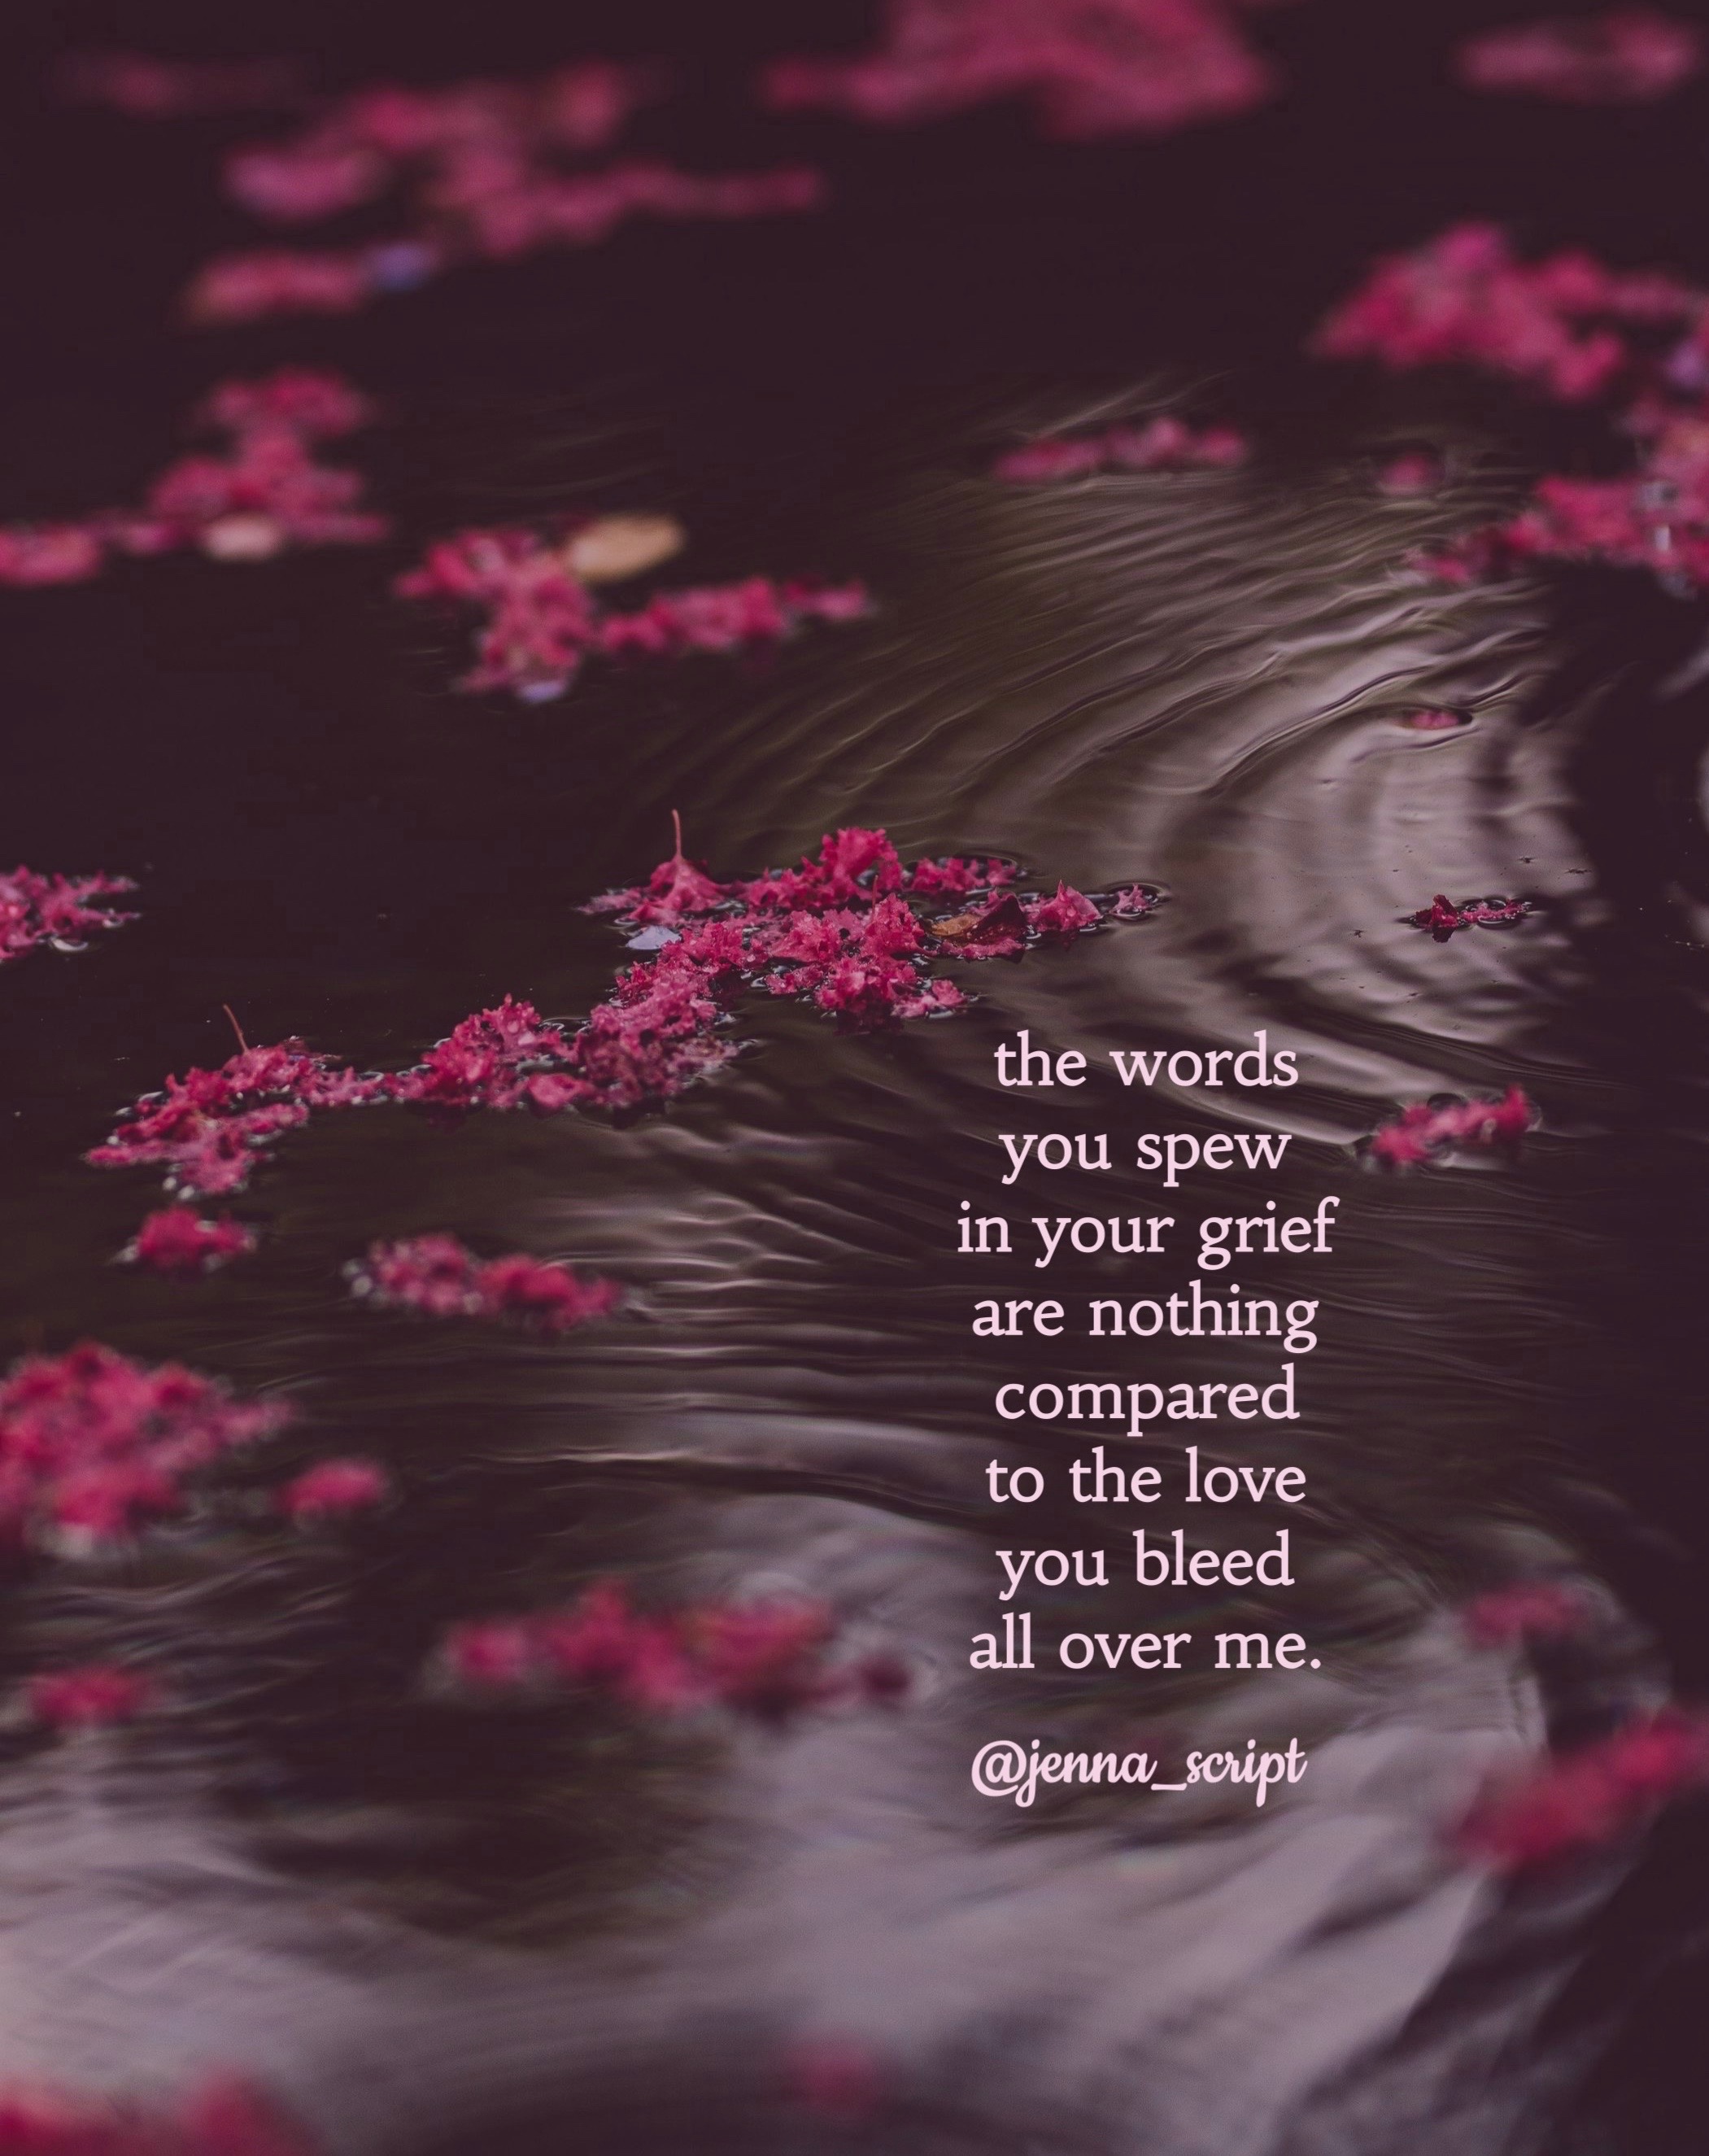 the words
you spew
in your grief
are nothing
compared
to the love
you bleed
all over me.
@jenna_script